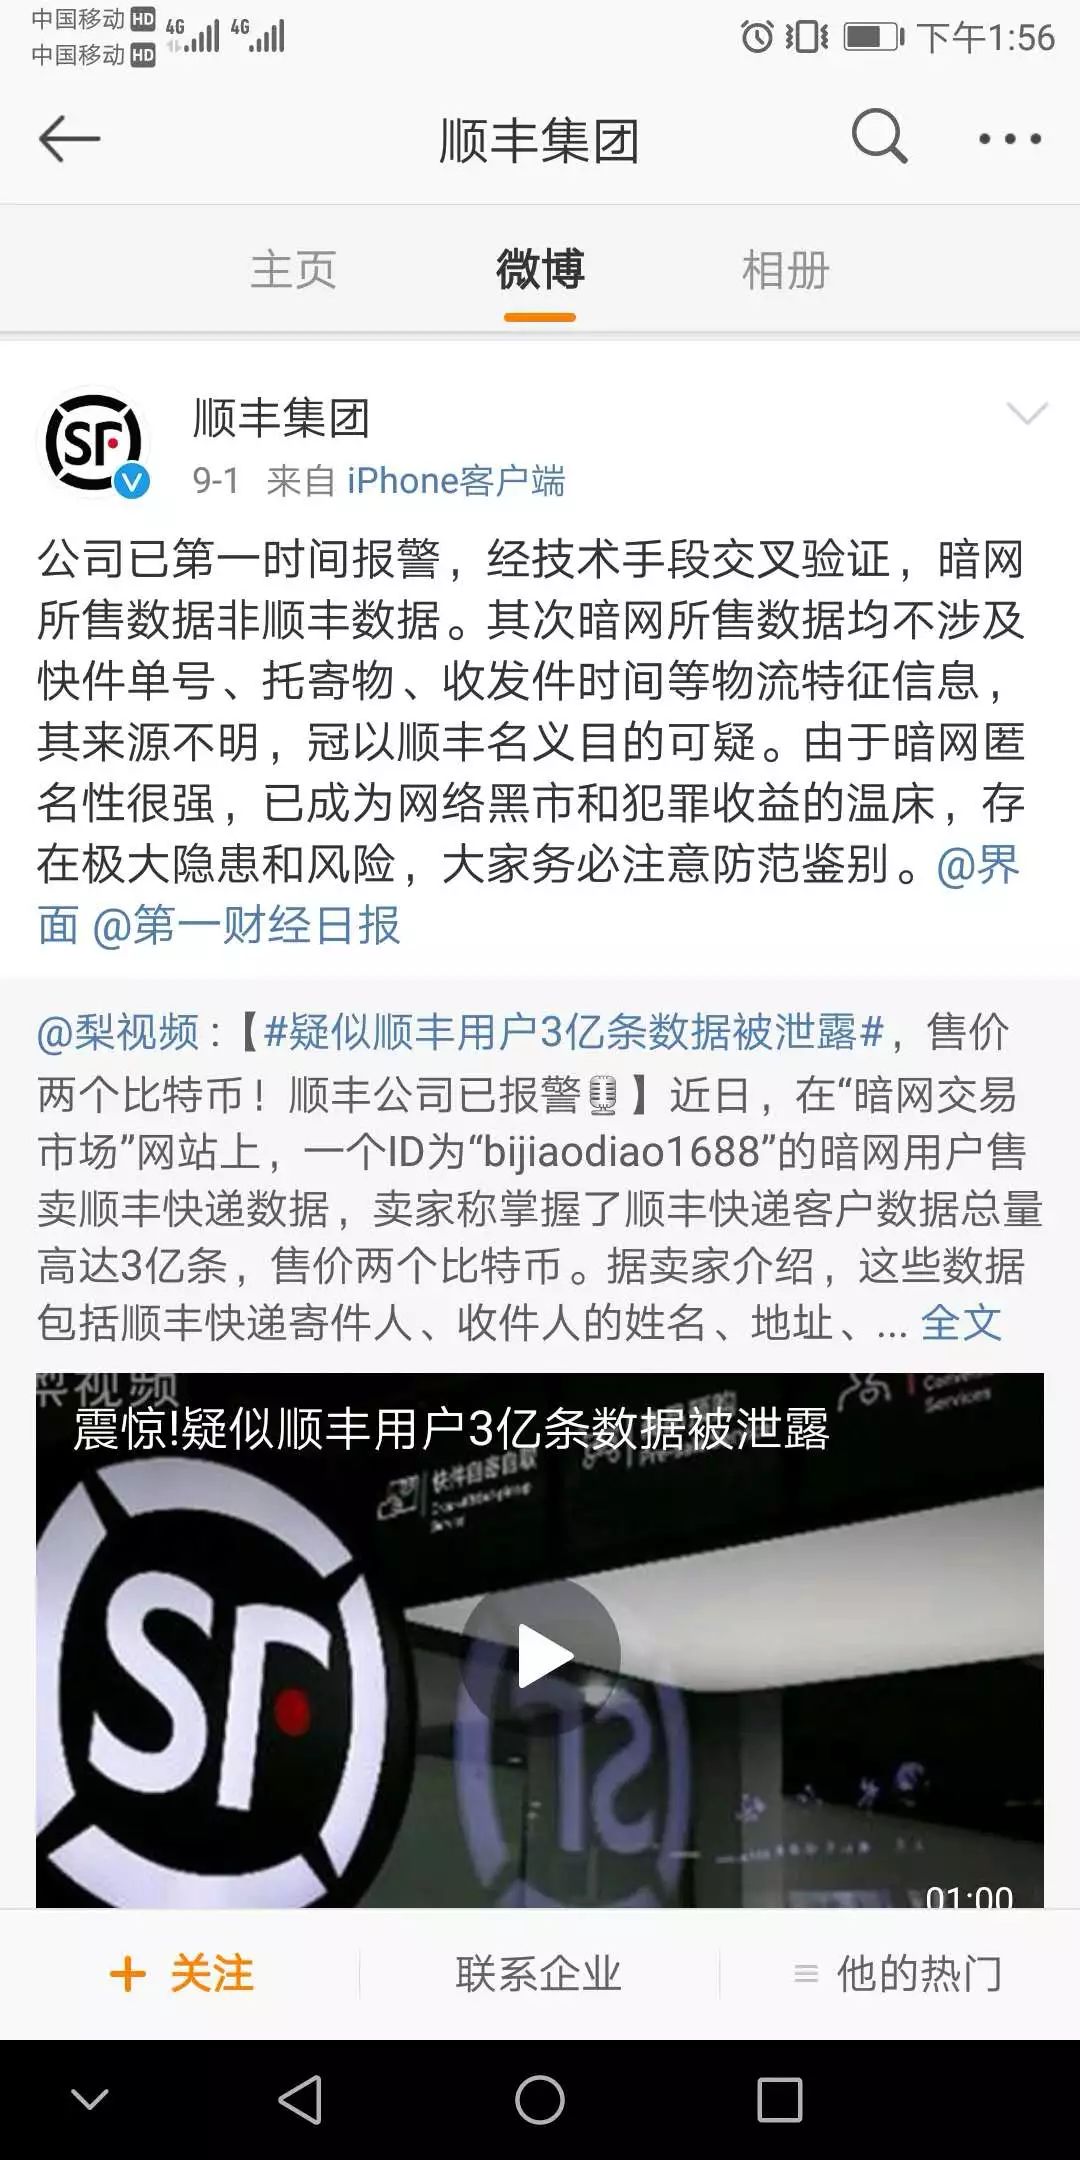 中国移动 HD 4G 4G 下午1:56
中国移动 HD
顺丰集团
主页 微博 相册
顺丰集团
9-1 来自 iPhone客户端
公司已第一时间报警，经技术手段交叉验证，暗网
所售数据非顺丰数据。其次暗网所售数据均不涉及
快件单号、托寄物、收发件时间等物流特征信息，
其来源不明，冠以顺丰名义目的可疑。由于暗网匿
名性很强，已成为网络黑市和犯罪收益的温床，存
在极大隐患和风险，大家务必注意防范鉴别。@界
面 @第一财经日报
@梨视频：【#疑似顺丰用户3亿条数据被泄露#，售价
两个比特币！顺丰公司已报警🎙】近日，在“暗网交易
市场”网站上，一个ID为“bijiaodiao1688”的暗网用户售
卖顺丰快递数据，卖家称掌握了顺丰快递客户数据总量
高达3亿条，售价两个比特币。据卖家介绍，这些数据
包括顺丰快递寄件人、收件人的姓名、地址、... 全文
梨视频
震惊!疑似顺丰用户3亿条数据被泄露
快件自寄自取
Services
SF
01:00
+ 关注 联系企业 ≡ 他的热门